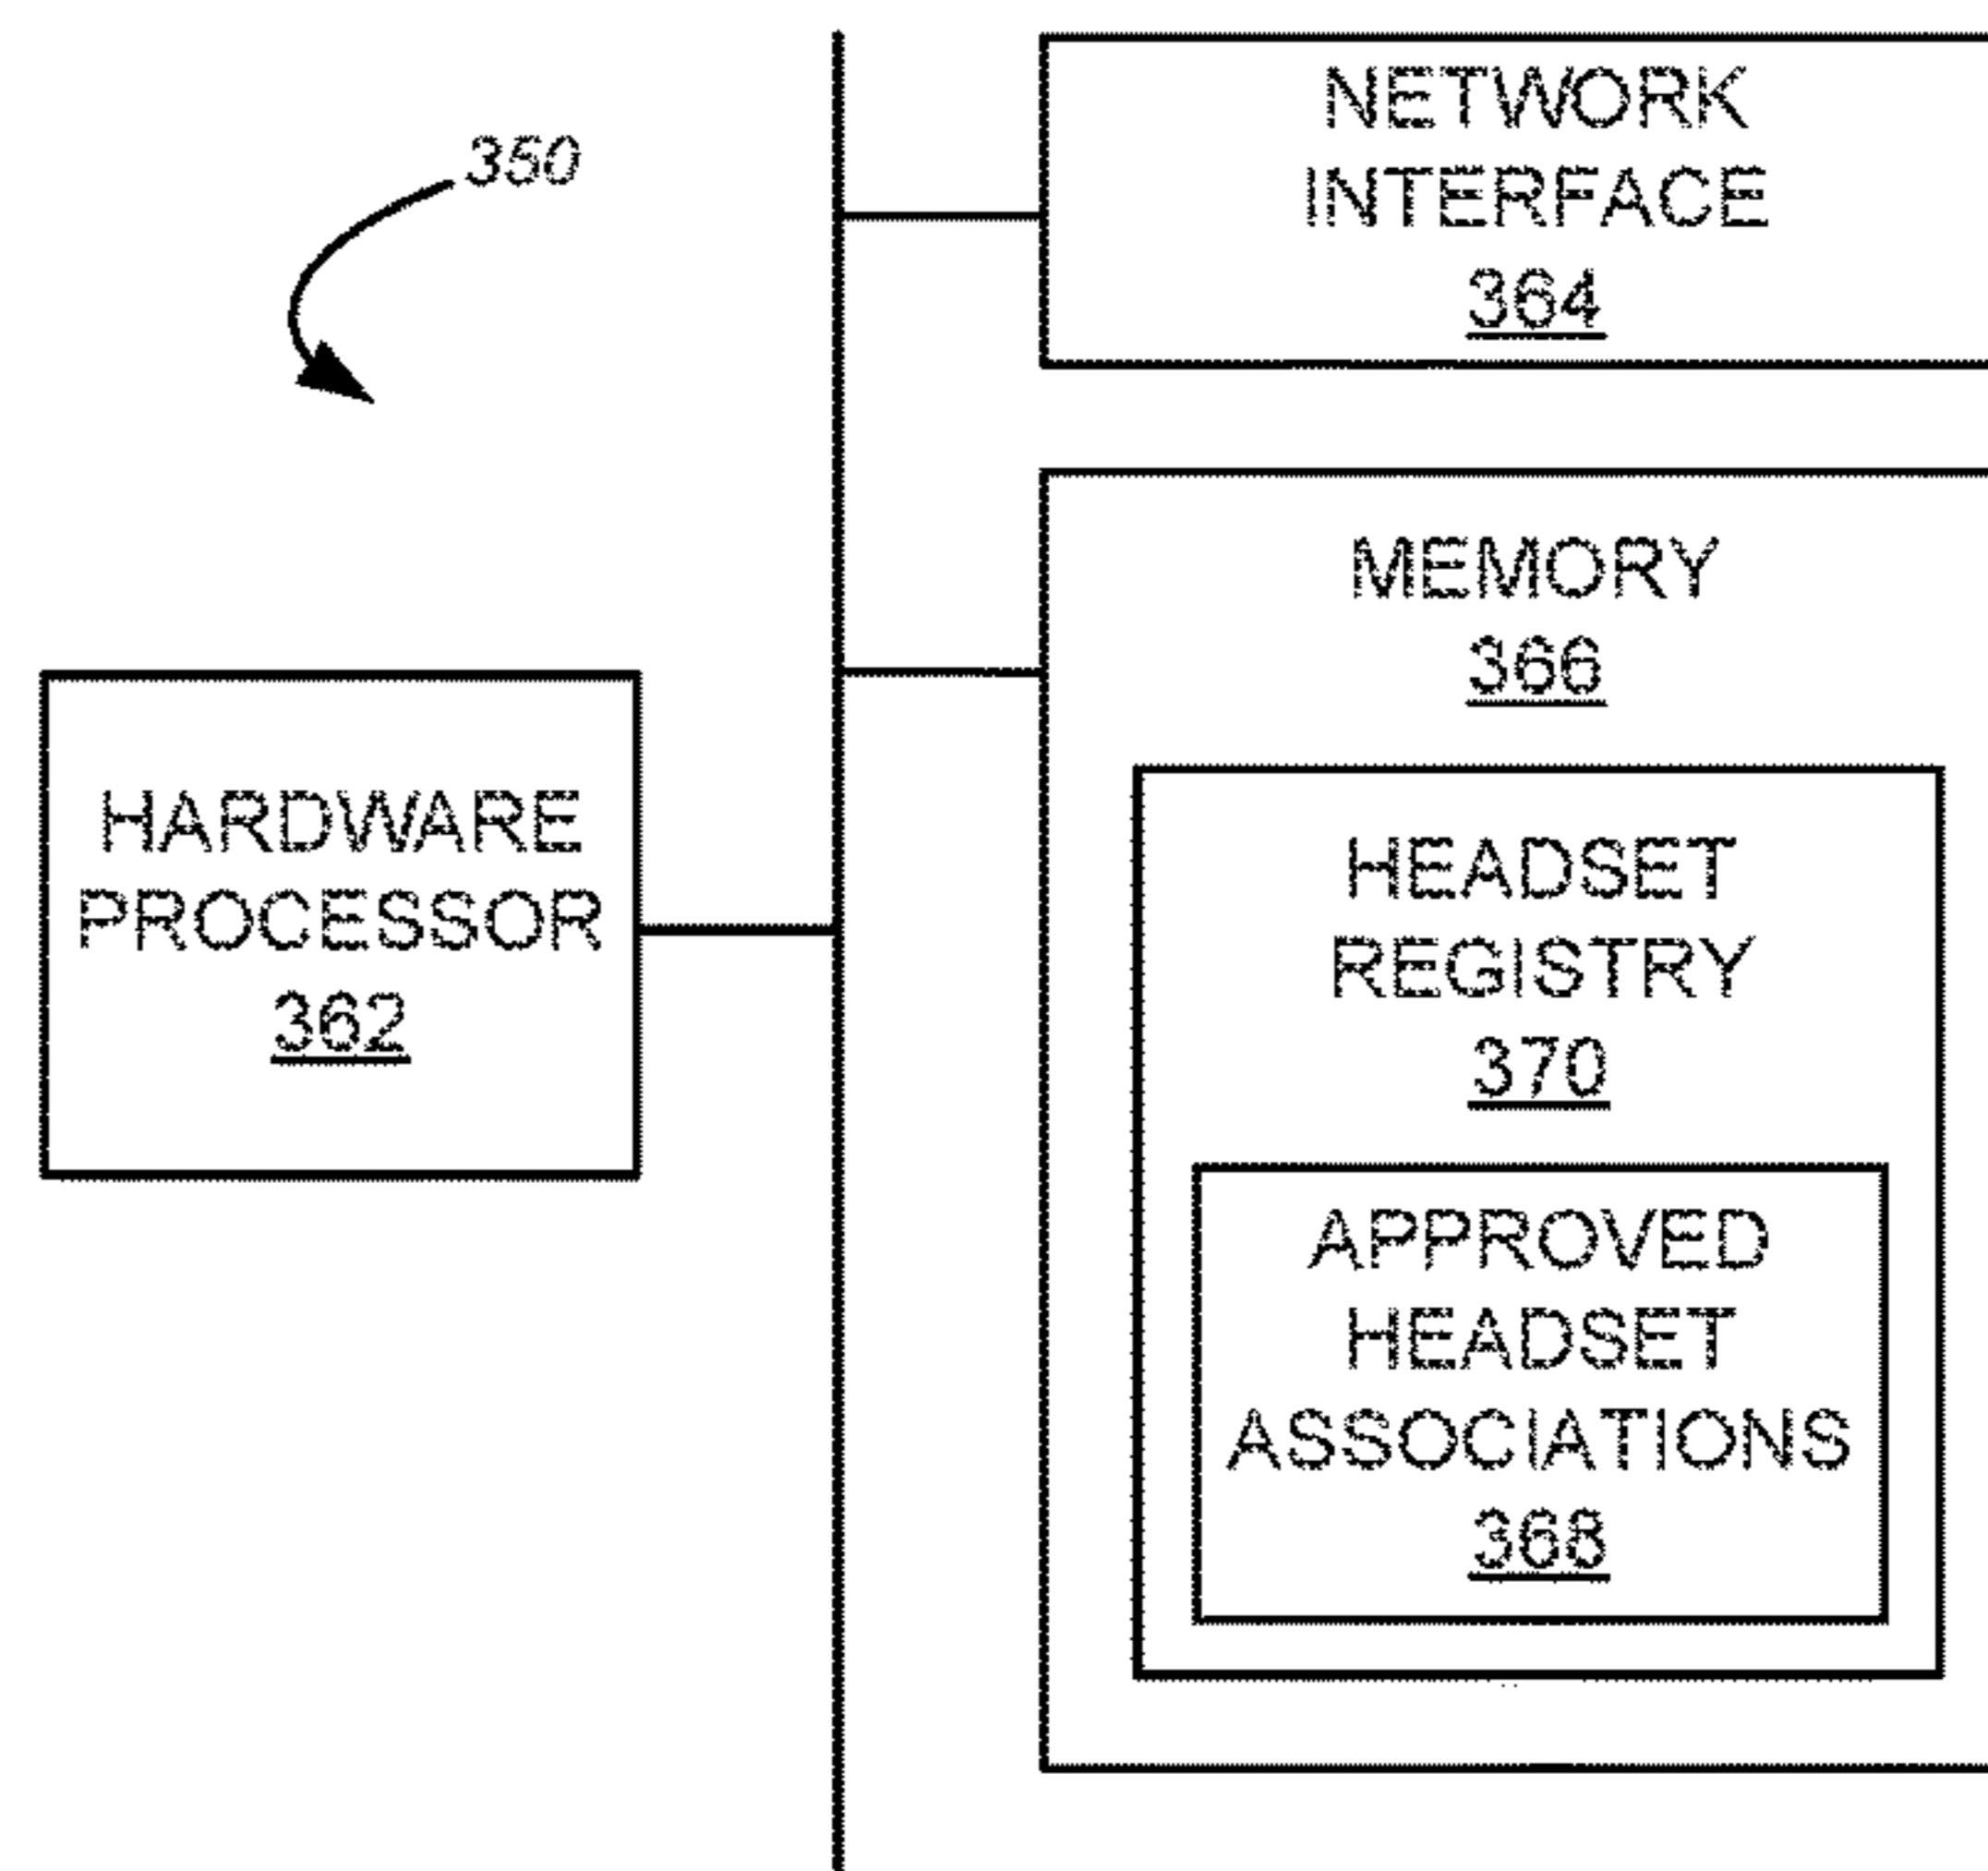 350
NETWORK
INTERFACE
364
MEMORY
366
HARDWARE
PROCESSOR
362
HEADSET
REGISTRY
370
APPROVED
HEADSET
ASSOCIATIONS
368